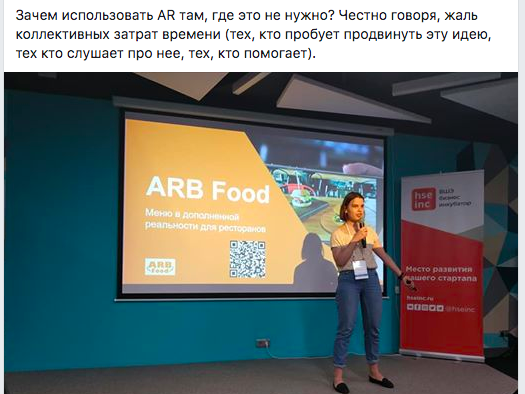 Зачем использовать AR там, где это не нужно? Честно говоря, жаль
коллективных затрат времени (тех, кто пробует продвинуть эту идею,
тех кто слушает про нее, тех, кто помогает).
ARB Food
Меню в дополненной
реальности для ресторанов
ARB
Food
hse
inc
ВШЭ
бизнес
инкубатор
Место развития
вашего стартапа
hseinc.ru
@hseinc